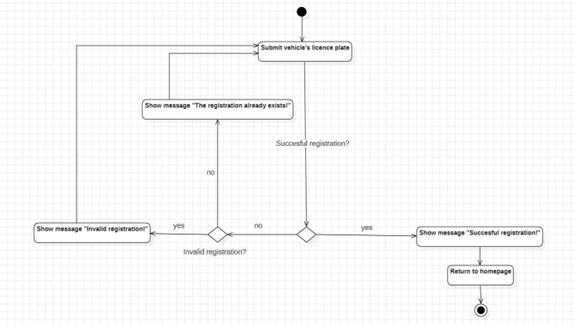 Submit vehicle's licence plate
Show message "The registration already exists!"
Succesful registration?
no
yes
no
yes
Show message "Invalid registration!"
Show message "Succesful registration!"
Invalid registration?
Return to homepage